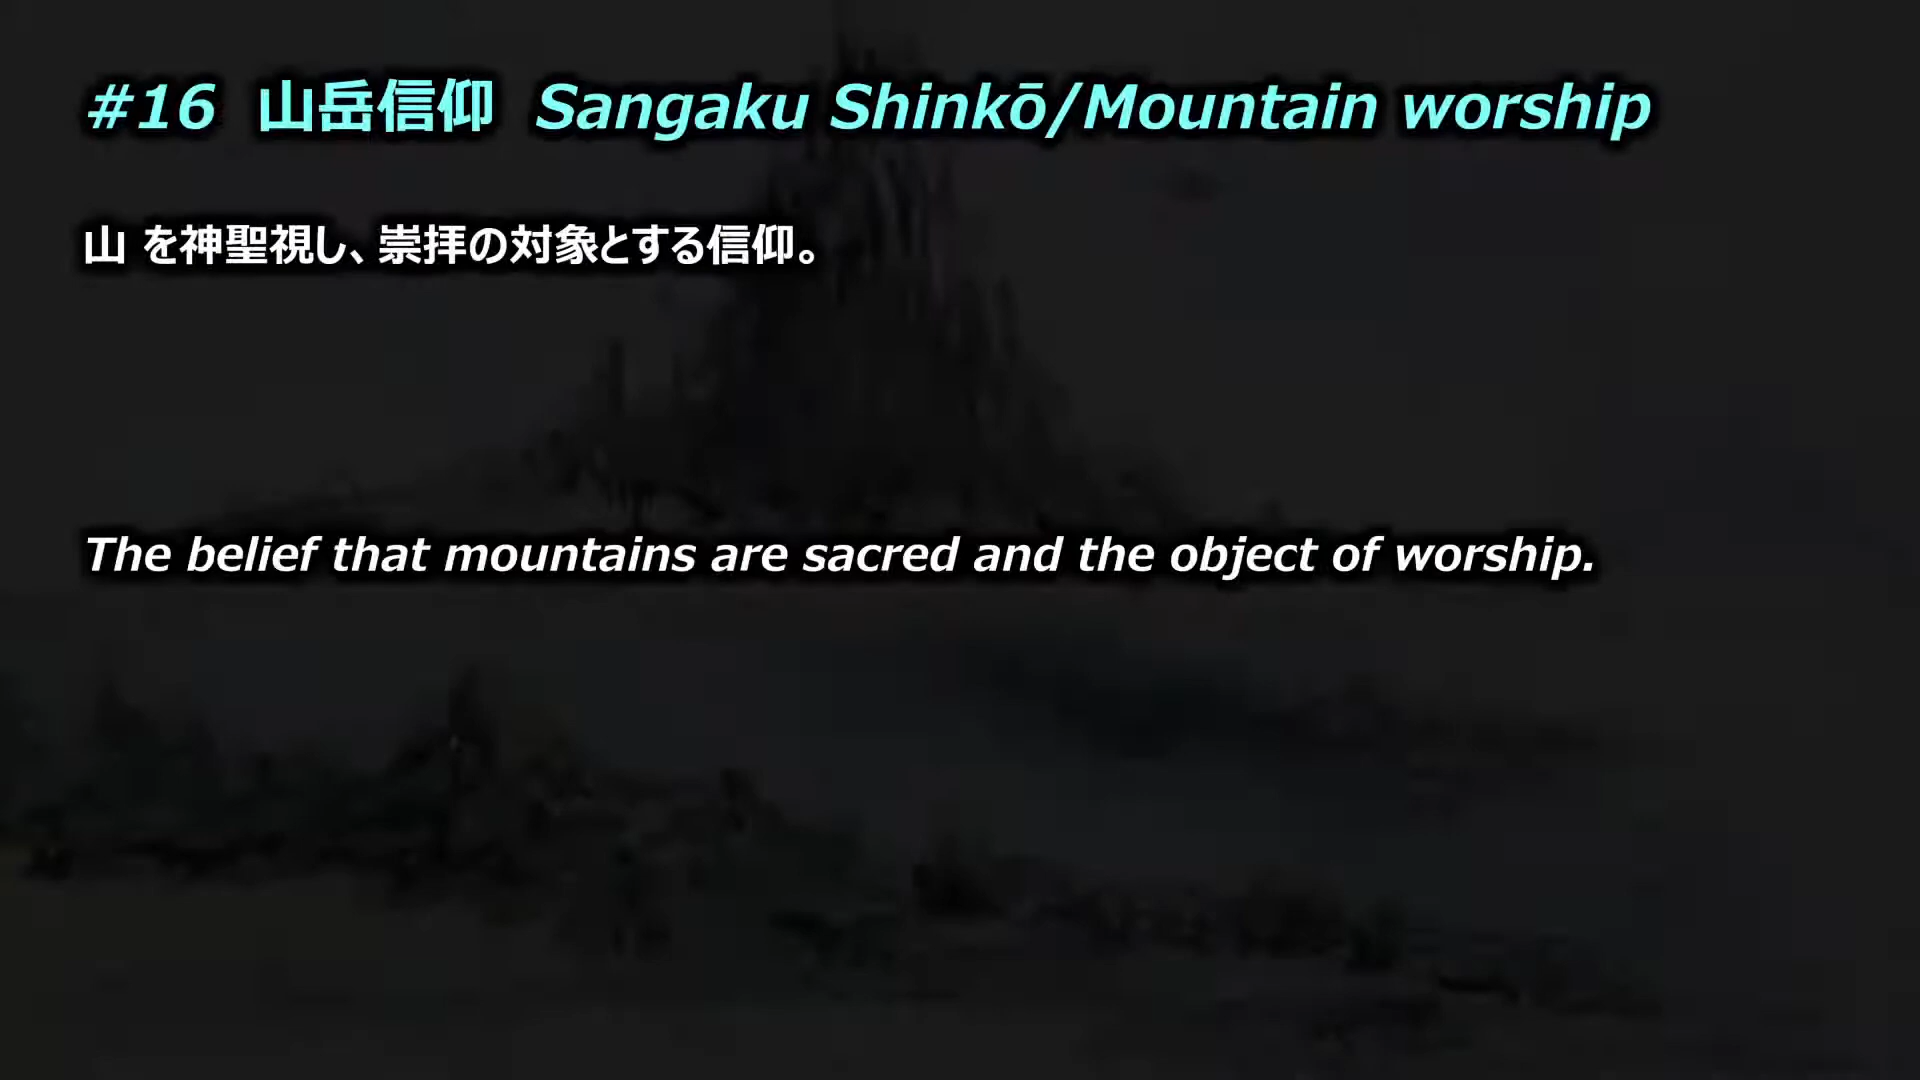 #16 山岳信仰 Sangaku Shinkō/Mountain worship
山 を神聖視し、崇拝の対象とする信仰。
The belief that mountains are sacred and the object of worship.